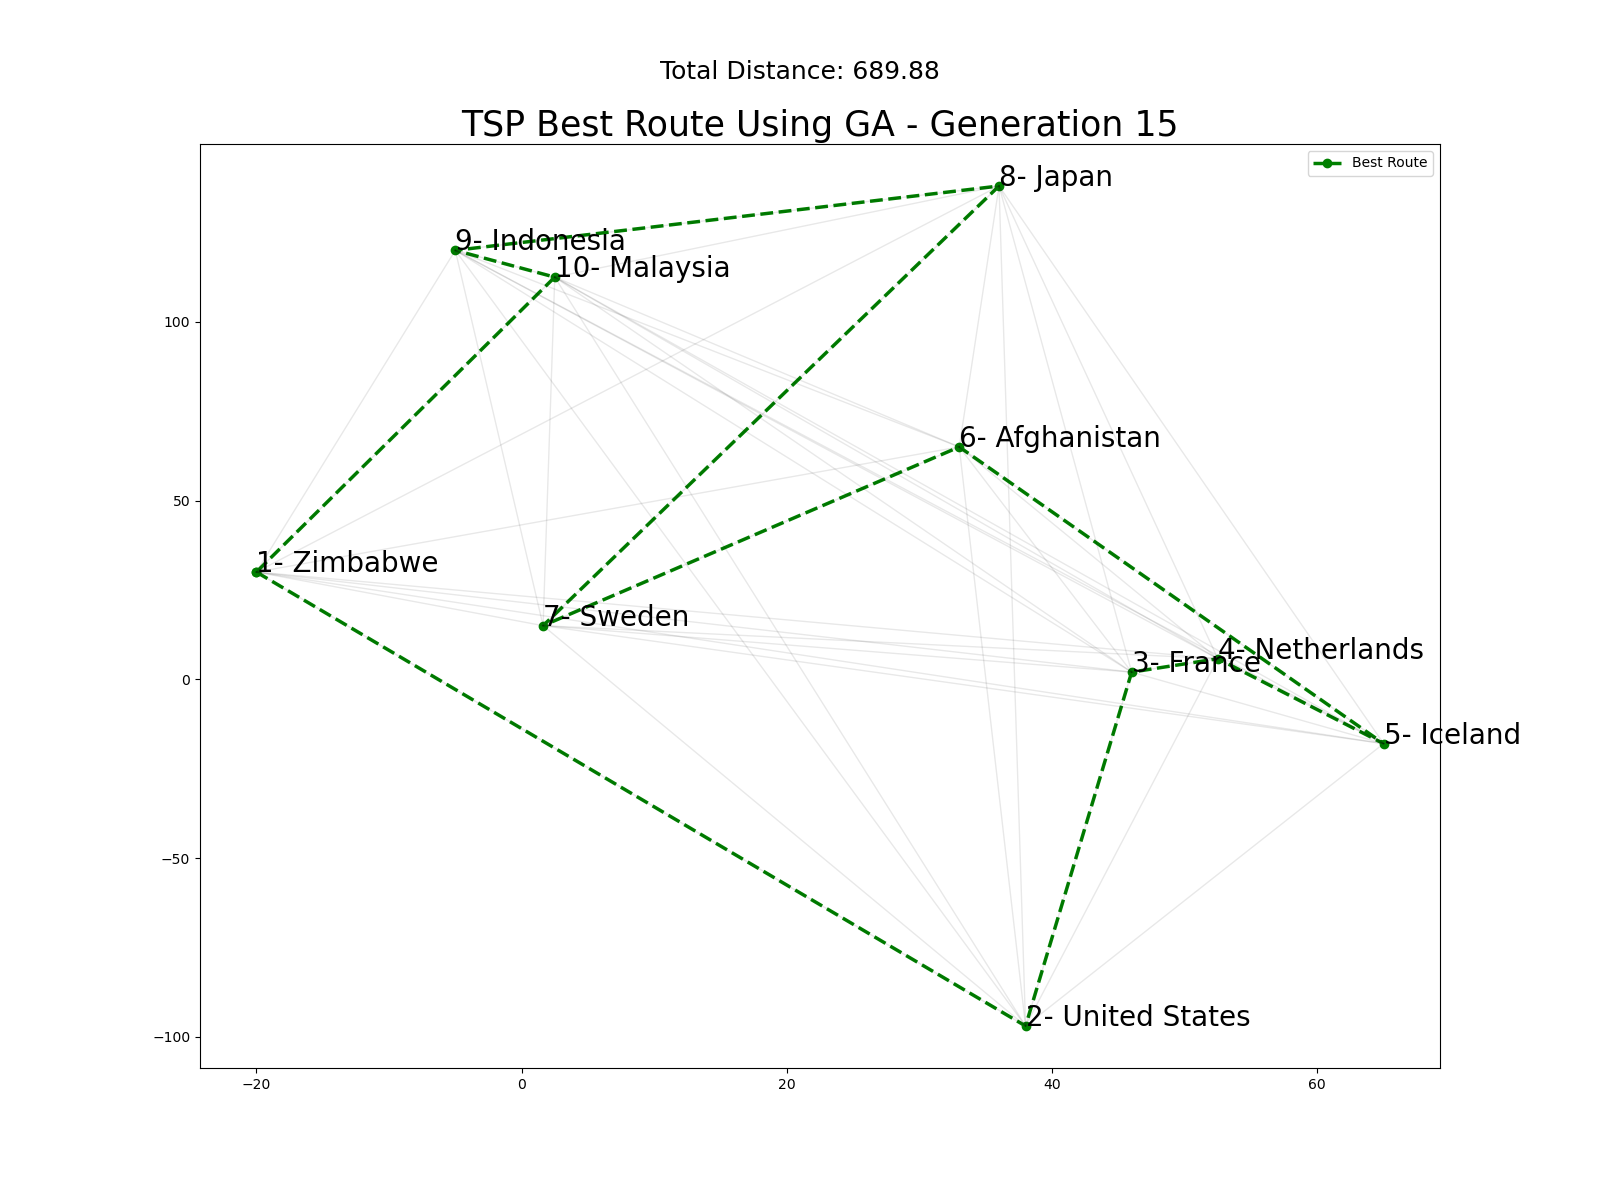 Total Distance: 689.88
TSP Best Route Using GA - Generation 15
Best Route
8- Japan
9- Indonesia
10- Malaysia
100
6- Afghanistan
50
1- Zimbabwe
7- Sweden
4- Netherlands
3- France
0
5- Iceland
−50
2- United States
−100
−20 0 20 40 60